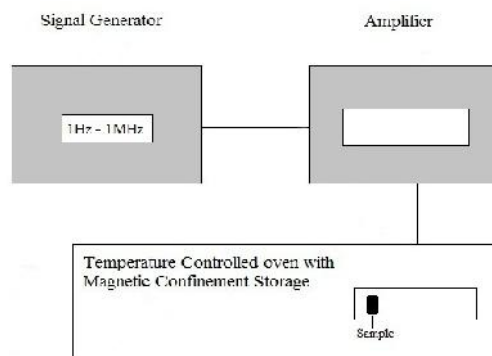 Signal Generator
Amplifier
1Hz - 1MHz
Temperature Controlled oven with
Magnetic Confinement Storage
Sample